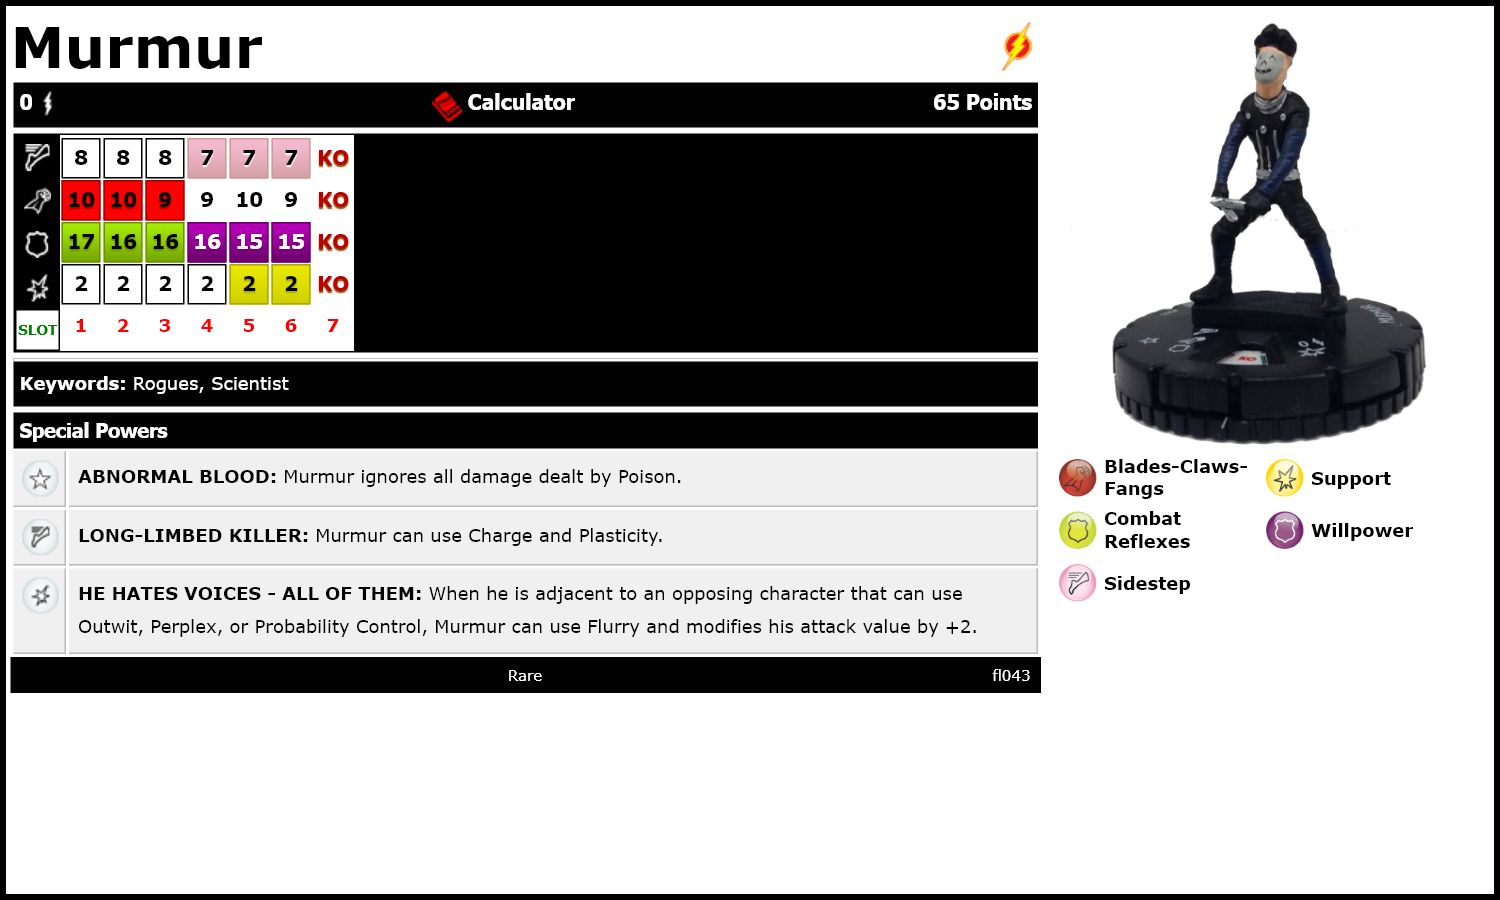 Murmur
0 Calculator 65 Points
8 8 8 7 7 7 KO
10 10 9 9 10 9 KO
17 16 16 16 15 15 KO
2 2 2 2 2 2 KO
SLOT 1 2 3 4 5 6 7
Keywords: Rogues, Scientist
Special Powers
ABNORMAL BLOOD: Murmur ignores all damage dealt by Poison.
LONG-LIMBED KILLER: Murmur can use Charge and Plasticity.
HE HATES VOICES - ALL OF THEM: When he is adjacent to an opposing character that can use
Outwit, Perplex, or Probability Control, Murmur can use Flurry and modifies his attack value by +2.
Rare fl043
MURMUR
KO
Blades-Claws-
Fangs
Support
Combat
Reflexes
Willpower
Sidestep